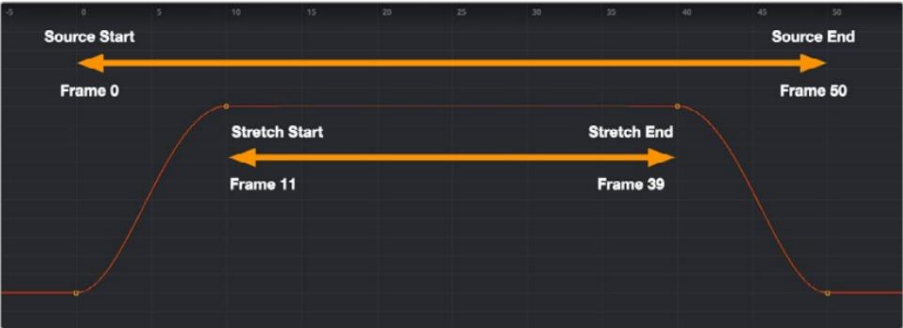 -5 0 5 10 15 20 25 30 35 40 45 50
Source Start Source End
Frame 0 Frame 50
Stretch Start Stretch End
Frame 11 Frame 39